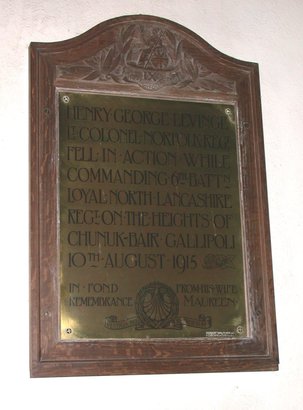 HENRY GEORGE LEVINGE
LT COLONEL·NORFOLK·REGT
FELL·IN·ACTION·WHILE
COMMANDING 6TH BATTN
LOYAL·NORTH·LANCASHIRE
REGT·ON·THE·HEIGHTS·OF
CHUNUK·BAIR·GALLIPOLI
10TH·AUGUST·1915
IN·FOND
REMEMBRANCE
FROM·HIS·WIFE
MAUREEN·